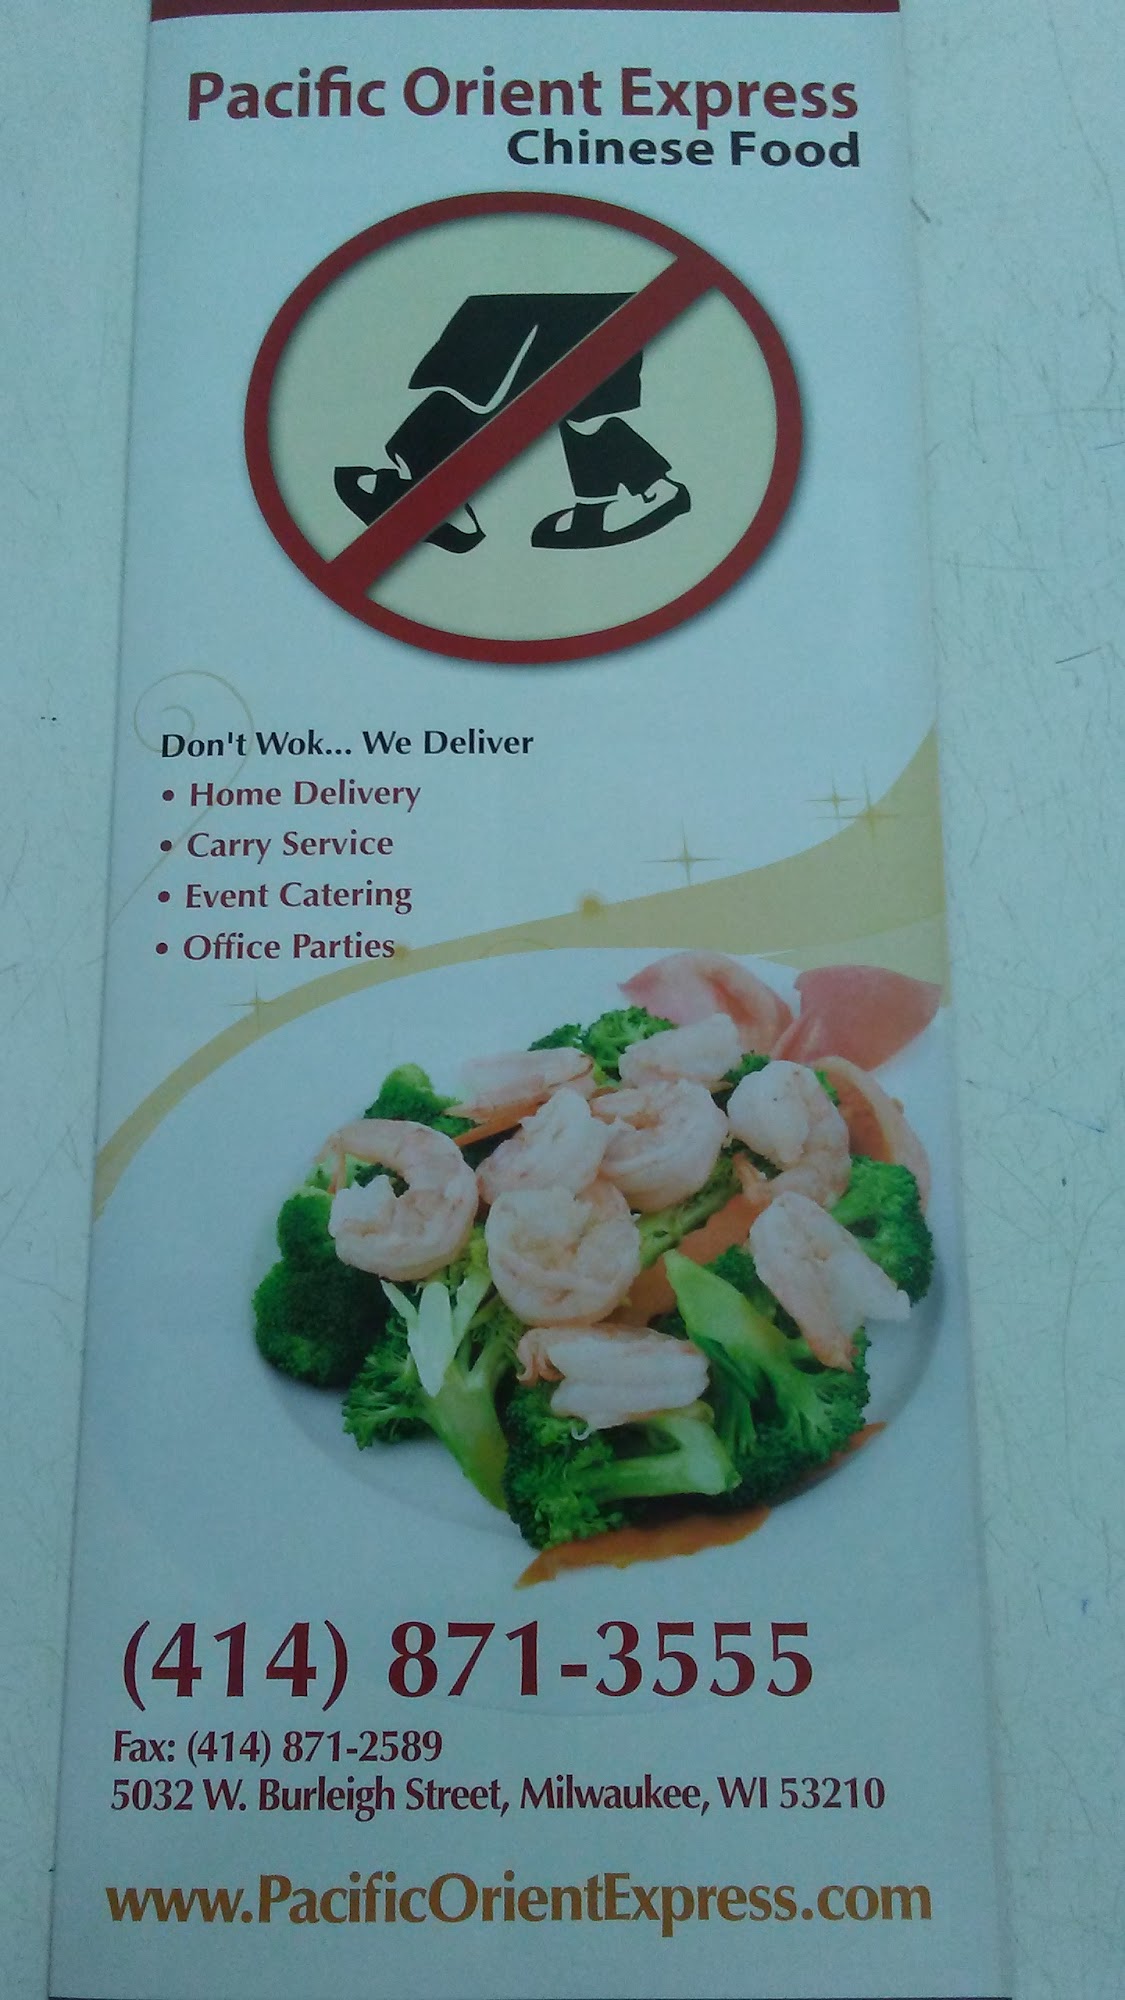 Pacific Orient Express
Chinese Food
Don't Wok... We Deliver
• Home Delivery
• Carry Service
• Event Catering
• Office Parties
(414) 871-3555
Fax: (414) 871-2589
5032 W. Burleigh Street, Milwaukee, WI 53210
www.PacificOrientExpress.com